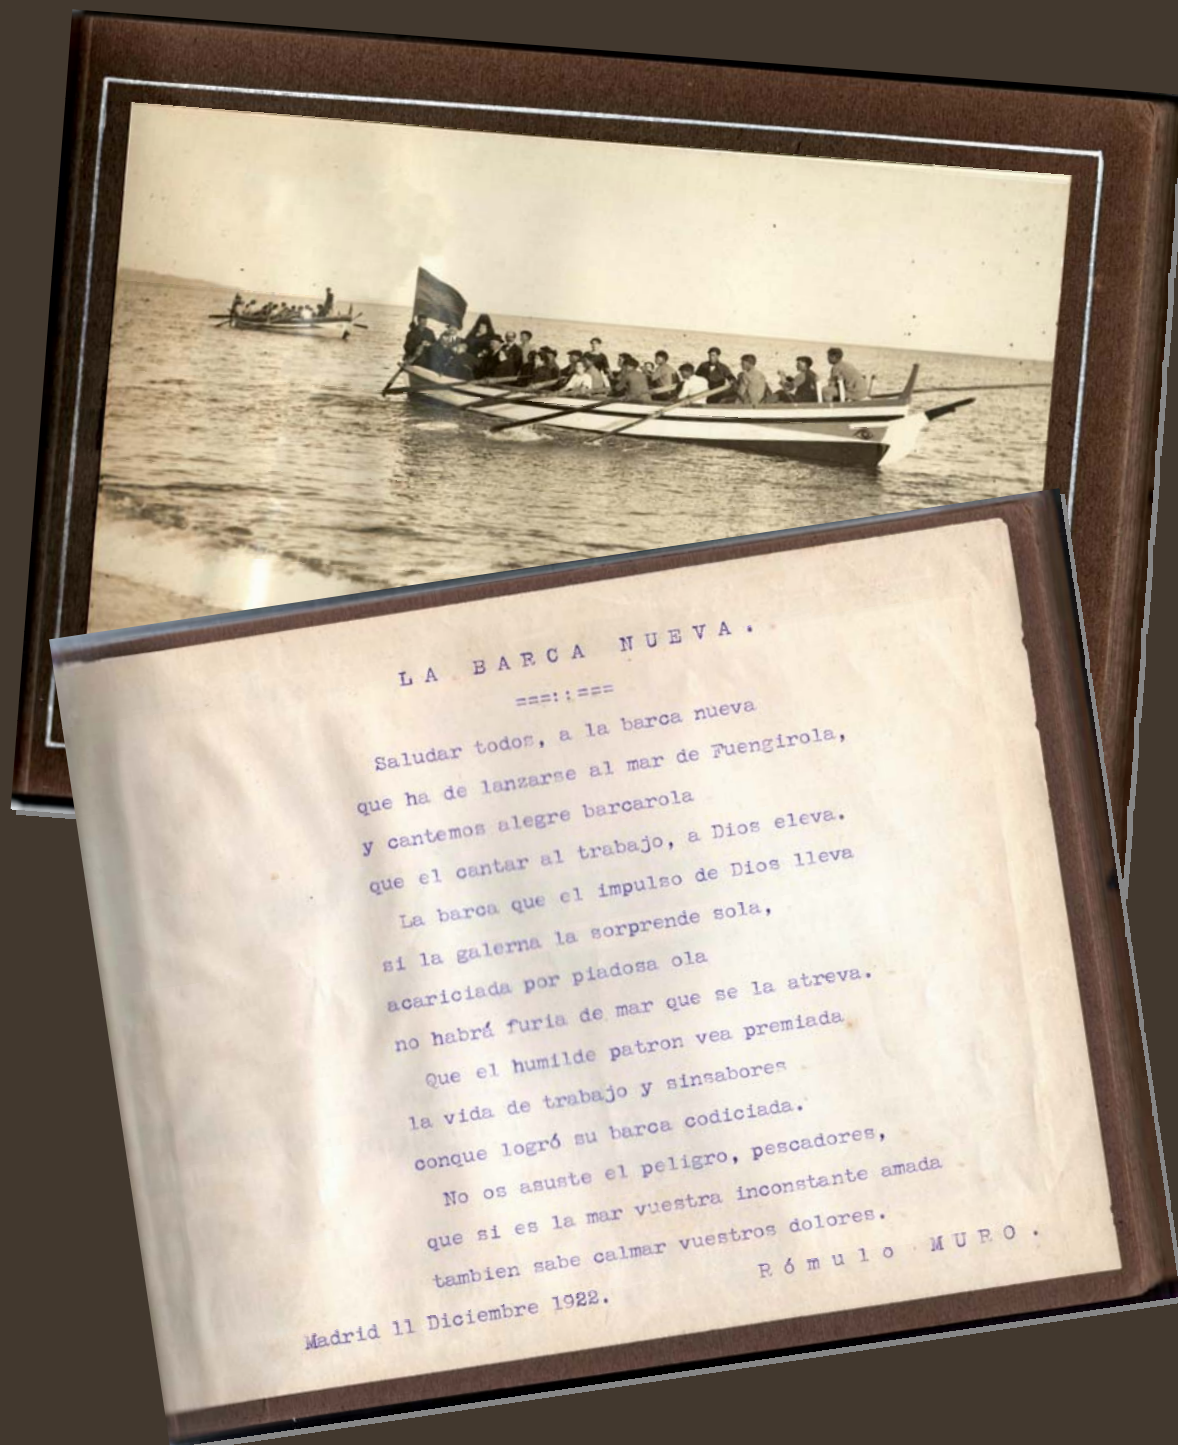 LA BARCA NUEVA.
===::===
Saludar todos, a la barca nueva
que ha de lanzarse al mar de Fuengirola,
y cantemos alegre barcarola
que el cantar al trabajo, a Dios eleva.
La barca que el impulso de Dios lleva
si la galerna la sorprende sola,
acariciada por piadosa ola
no habrá furia de mar que se la atreva.
Que el humilde patron vea premiada
la vida de trabajo y sinsabores
conque logró su barca codiciada.
No os asuste el peligro, pescadores,
que si es la mar vuestra inconstante amada
tambien sabe calmar vuestros dolores.
Rómulo MURO.
Madrid 11 Diciembre 1922.